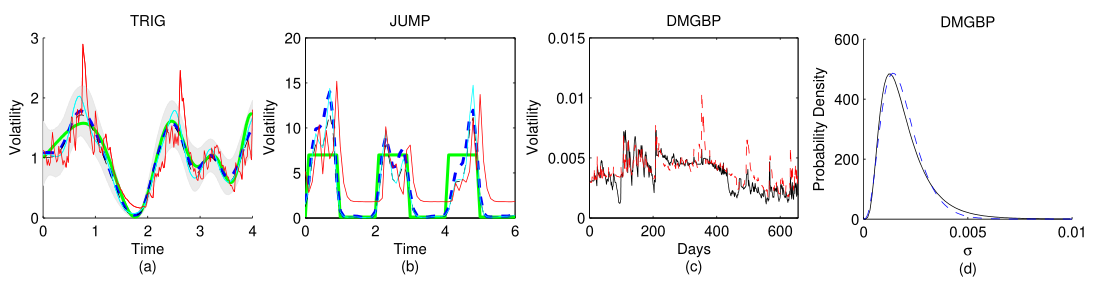 TRIG
3
2
1
0
Volatility
0
1
2
3
4
Time
(a)
JUMP
20
15
10
5
0
Volatility
0
2
4
6
Time
(b)
DMGBP
0.015
0.01
0.005
0
Volatility
0
200
400
600
Days
(c)
DMGBP
600
400
200
0
Probability Density
0
0.005
0.01
σ
(d)